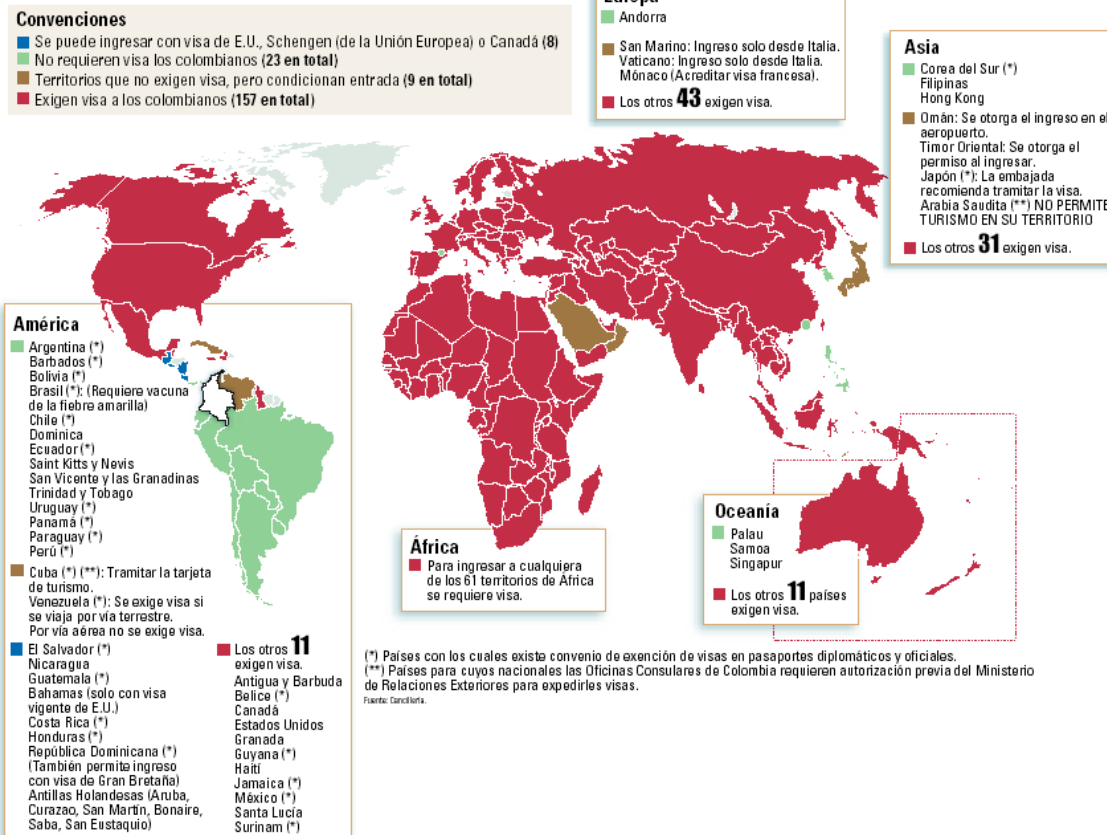 Convenciones
Se puede ingresar con visa de E.U., Schengen (de la Unión Europea) o Canadá (8)
No requieren visa los colombianos (23 en total)
Territorios que no exigen visa, pero condicionan entrada (9 en total)
Exigen visa a los colombianos (157 en total)
Europa
Andorra
San Marino: Ingreso solo desde Italia.
Vaticano: Ingreso solo desde Italia.
Mónaco (Acreditar visa francesa).
Los otros 43 exigen visa.
Asia
Corea del Sur (*)
Filipinas
Hong Kong
Omán: Se otorga el ingreso en el
aeropuerto.
Timor Oriental: Se otorga el
permiso al ingresar.
Japón (*): La embajada
recomienda tramitar la visa.
Arabia Saudita (**) NO PERMITE
TURISMO EN SU TERRITORIO
Los otros 31 exigen visa.
América
Argentina (*)
Barbados (*)
Bolivia (*)
Brasil (*): (Requiere vacuna
de la fiebre amarilla)
Chile (*)
Dominica
Ecuador (*)
Saint Kitts y Nevis
San Vicente y las Granadinas
Trinidad y Tobago
Uruguay (*)
Panamá (*)
Paraguay (*)
Perú (*)
Cuba (*) (**): Tramitar la tarjeta
de turismo.
Venezuela (*): Se exige visa si
se viaja por vía terrestre.
Por vía aérea no se exige visa.
El Salvador (*)
Nicaragua
Guatemala (*)
Bahamas (solo con visa
vigente de E.U.)
Costa Rica (*)
Honduras (*)
República Dominicana (*)
(También permite ingreso
con visa de Gran Bretaña)
Antillas Holandesas (Aruba,
Curazao, San Martín, Bonaire,
Saba, San Eustaquio)
Los otros 11
exigen visa.
Antigua y Barbuda
Belice (*)
Canadá
Estados Unidos
Granada
Guyana (*)
Haití
Jamaica (*)
México (*)
Santa Lucía
Surinam (*)
África
Para ingresar a cualquiera
de los 61 territorios de África
se requiere visa.
Oceanía
Palau
Samoa
Singapur
Los otros 11 países
exigen visa.
(*) Países con los cuales existe convenio de exención de visas en pasaportes diplomáticos y oficiales.
(**) Países para cuyos nacionales las Oficinas Consulares de Colombia requieren autorización previa del Ministerio
de Relaciones Exteriores para expedirles visas.
Fuente: Cancillería.